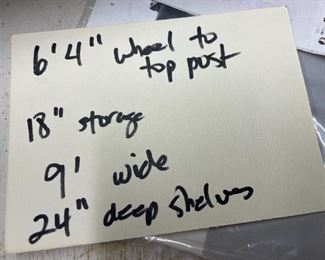 6'4" wheel to
top post
18" storage
9' wide
24" deep shelves